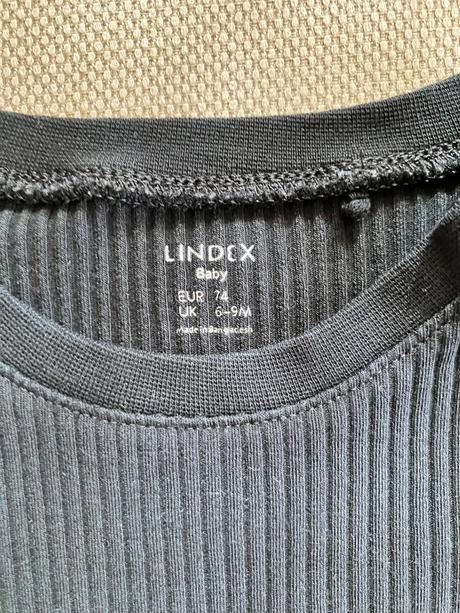 LINDEX
Baby
EUR 74
UK 6-9M
Made in Bangladesh